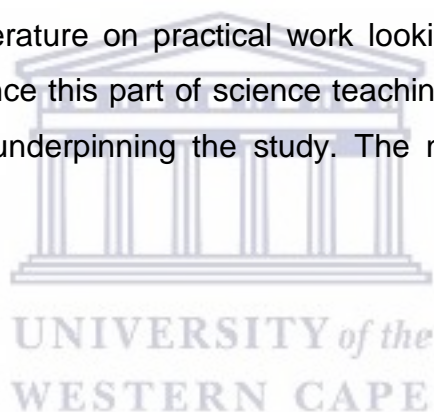 erature on practical work looki
nce this part of science teachin
underpinning the study. The r
UNIVERSITY of the
WESTERN CAPE